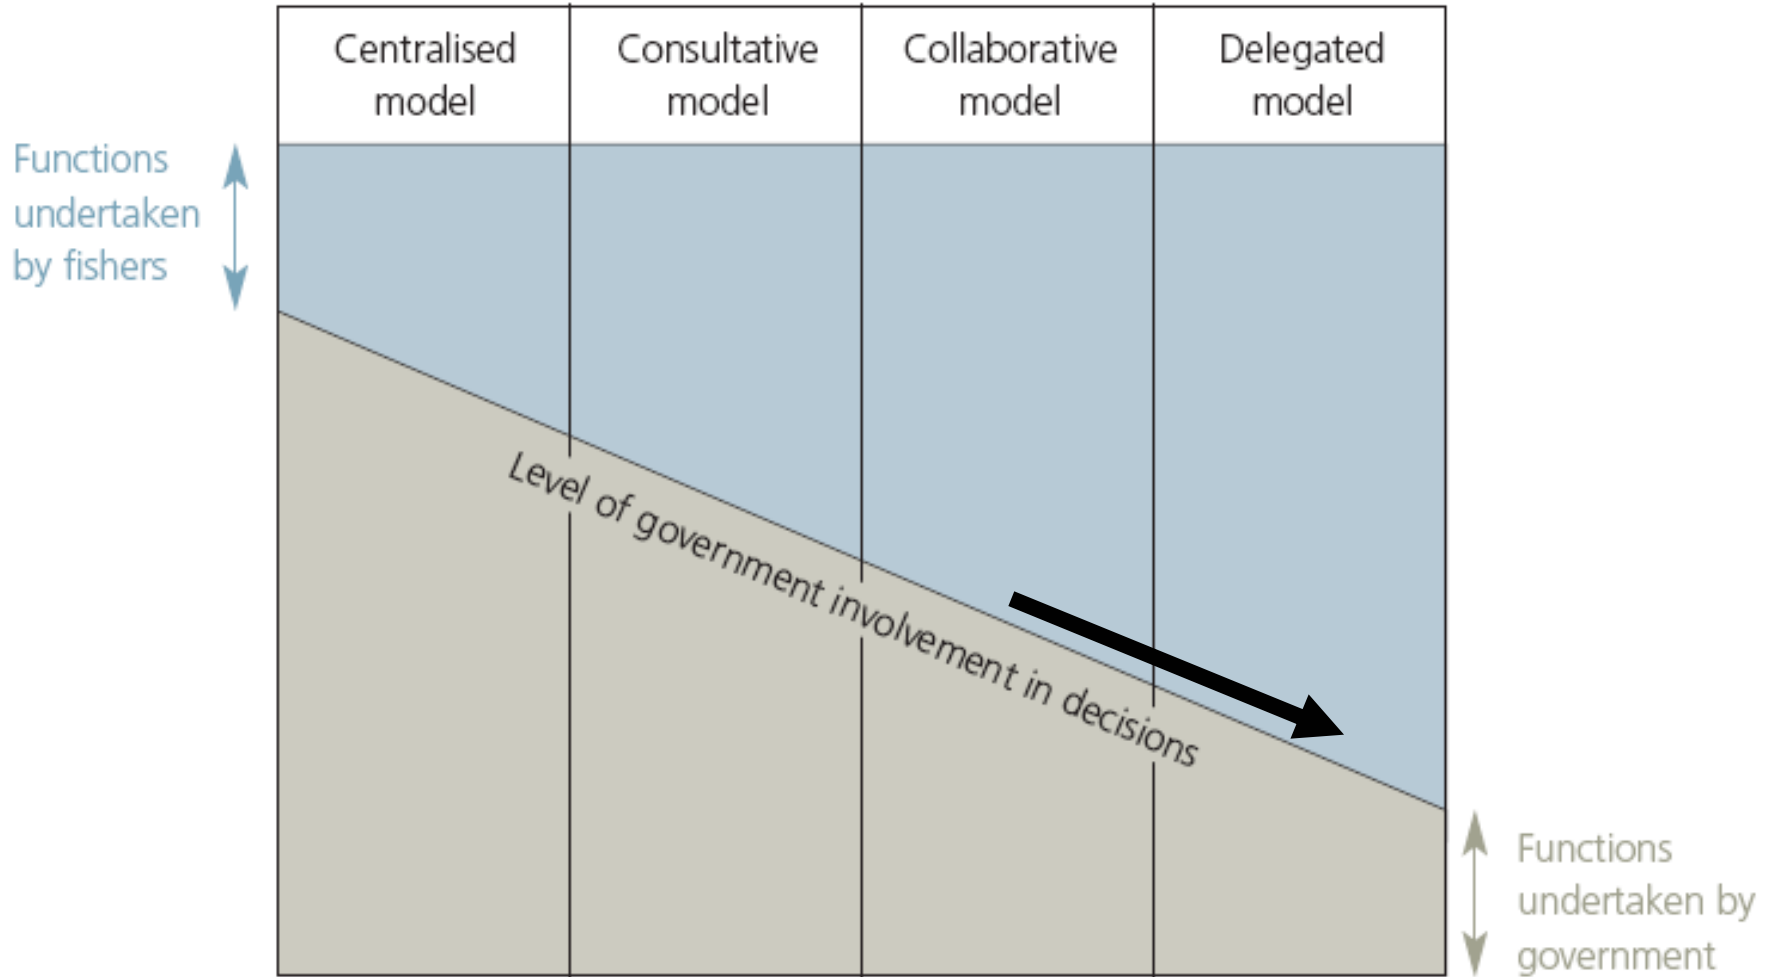 Centralised
model
Consultative
model
Collaborative
model
Delegated
model
Functions
undertaken
by fishers
Level of government involvement in decisions
Functions
undertaken by
government